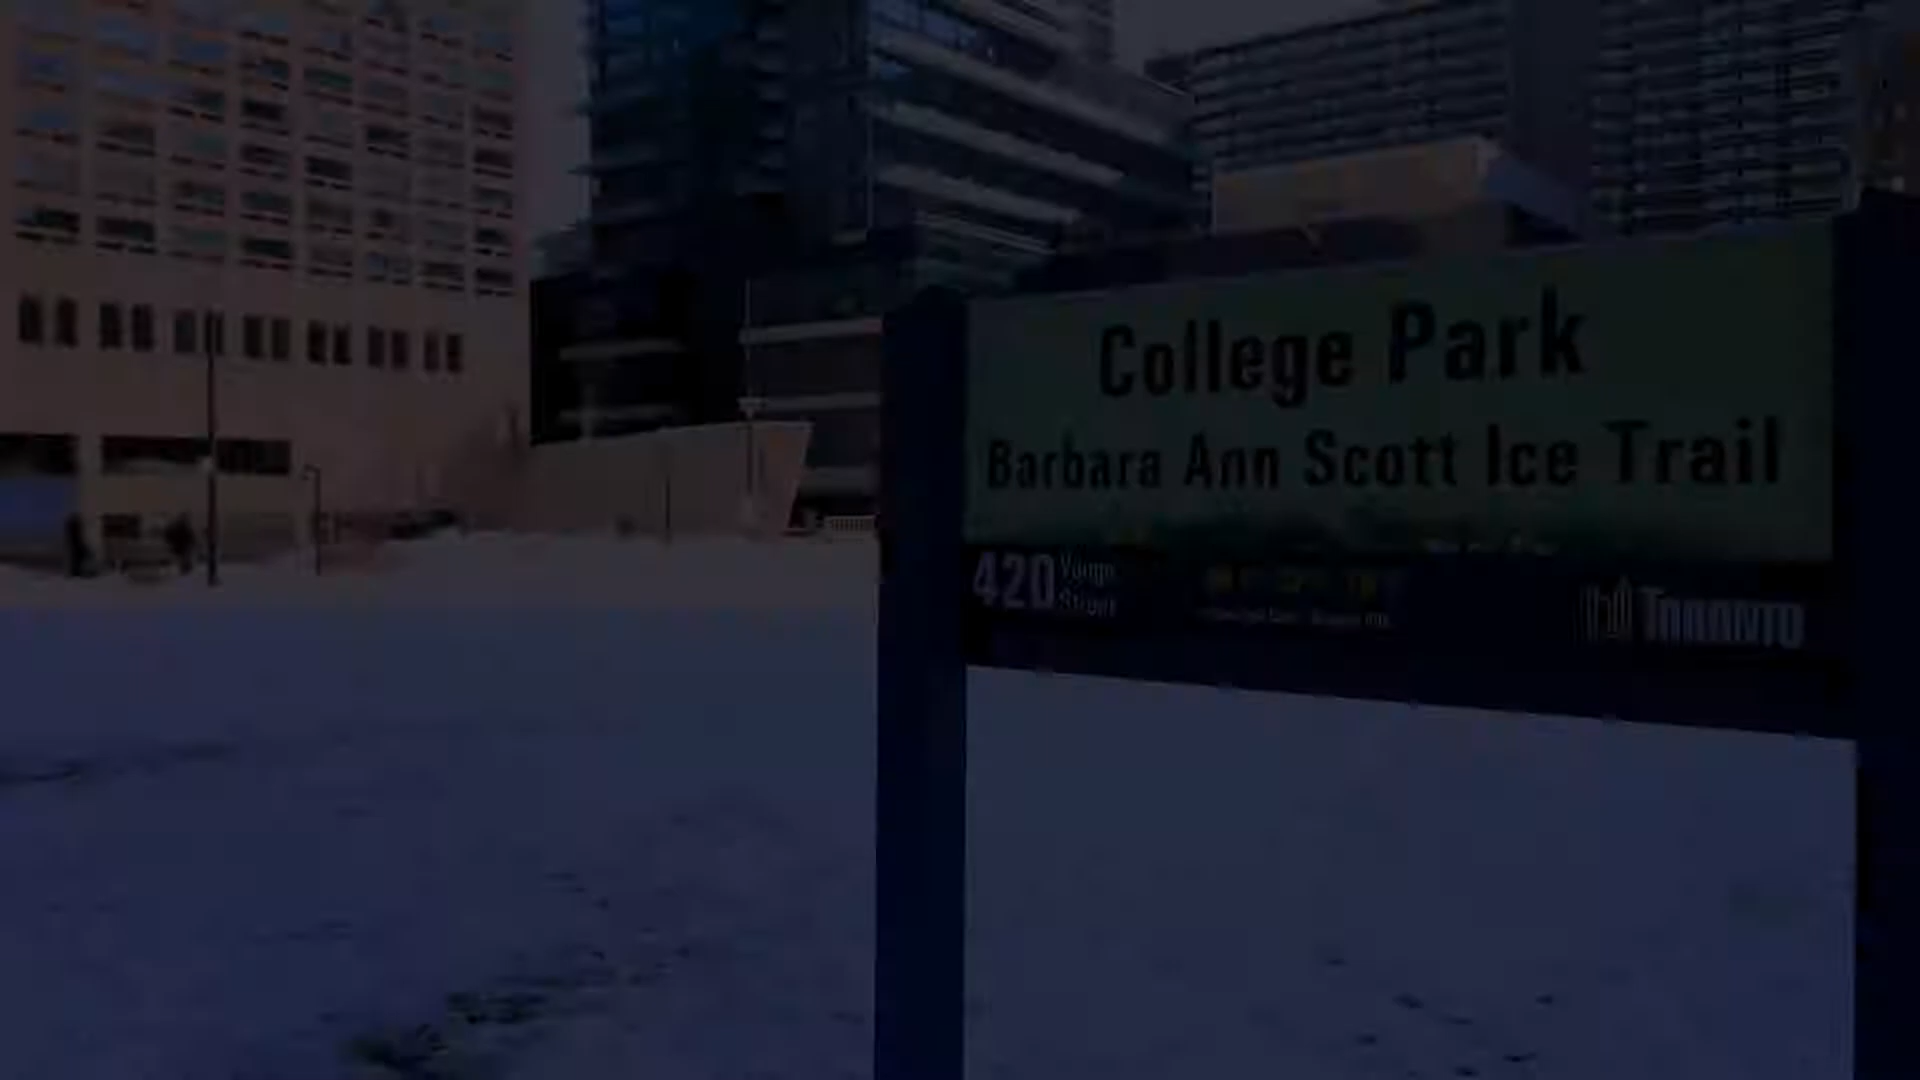 College Park
Barbara Ann Scott Ice Trail
420 Yonge
Street
TORONTO